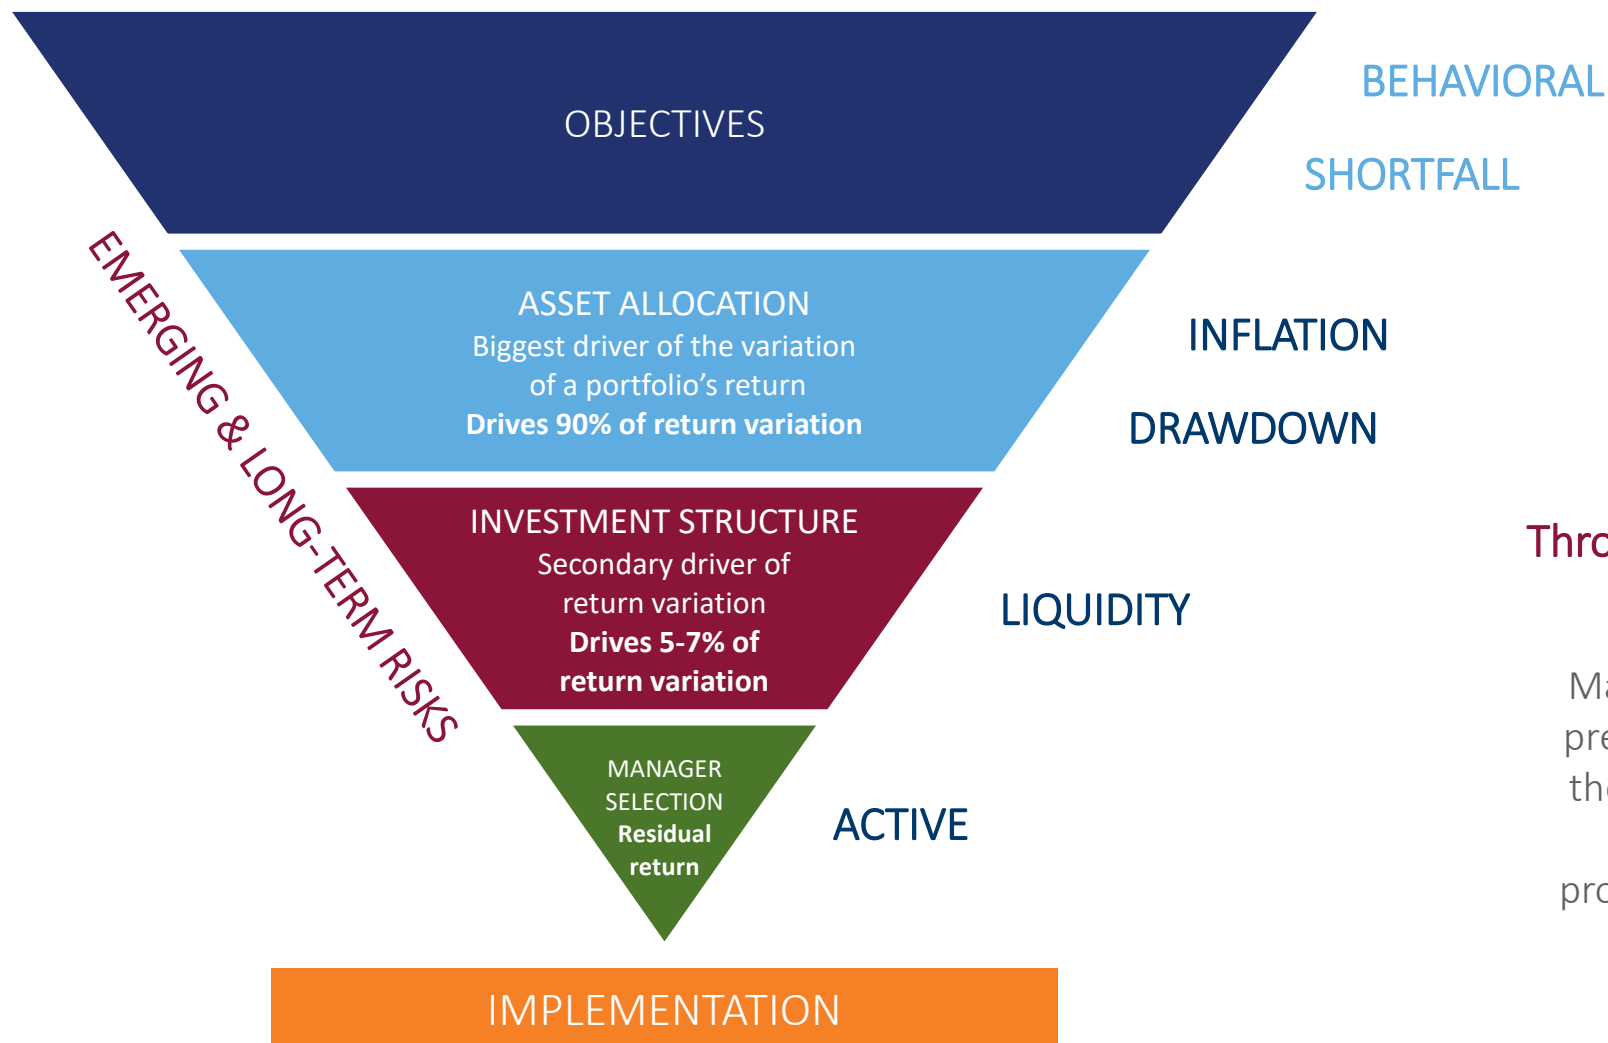 OBJECTIVES
BEHAVIORAL
SHORTFALL
EMERGING & LONG-TERM RISKS
ASSET ALLOCATION
Biggest driver of the variation
of a portfolio’s return
Drives 90% of return variation
INFLATION
DRAWDOWN
INVESTMENT STRUCTURE
Secondary driver of
return variation
Drives 5-7% of
return variation
LIQUIDITY
MANAGER
SELECTION
Residual
return
ACTIVE
IMPLEMENTATION